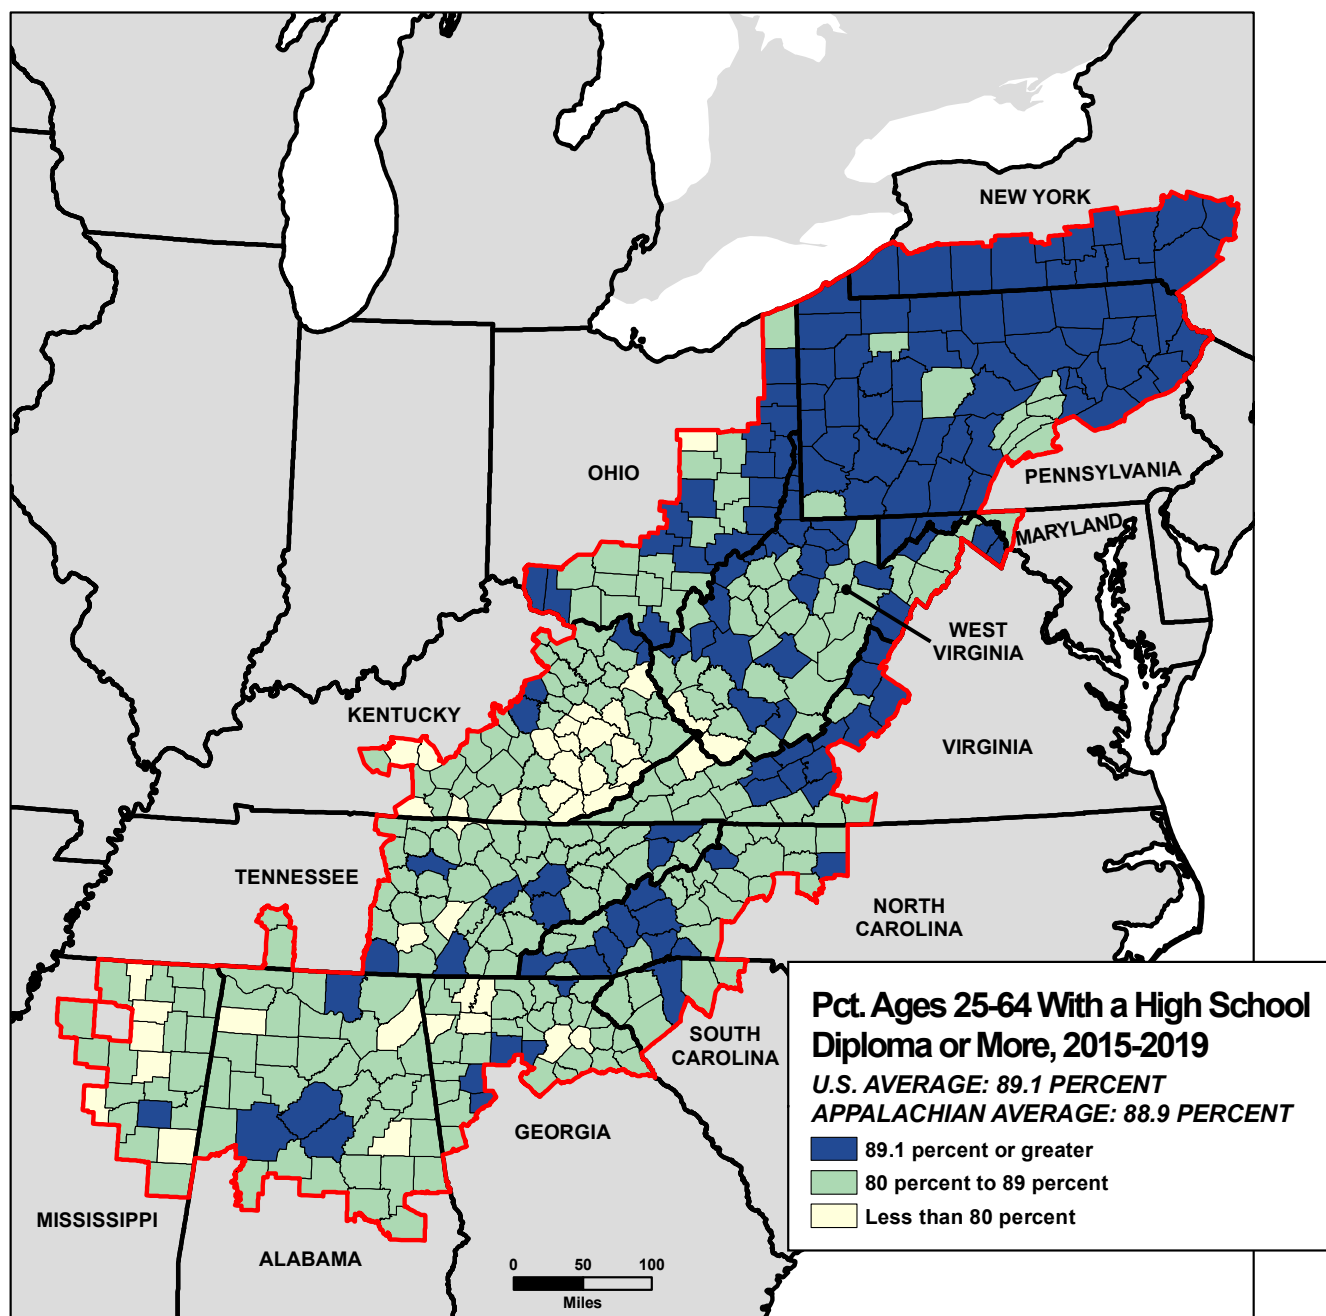 NEW YORK
OHIO
PENNSYLVANIA
MARYLAND
WEST
VIRGINIA
KENTUCKY
VIRGINIA
TENNESSEE
NORTH
CAROLINA
SOUTH
CAROLINA
GEORGIA
MISSISSIPPI
ALABAMA
Pct. Ages 25-64 With a High School
Diploma or More, 2015-2019
U.S. AVERAGE: 89.1 PERCENT
APPALACHIAN AVERAGE: 88.9 PERCENT
89.1 percent or greater
80 percent to 89 percent
Less than 80 percent
0 50 100
Miles